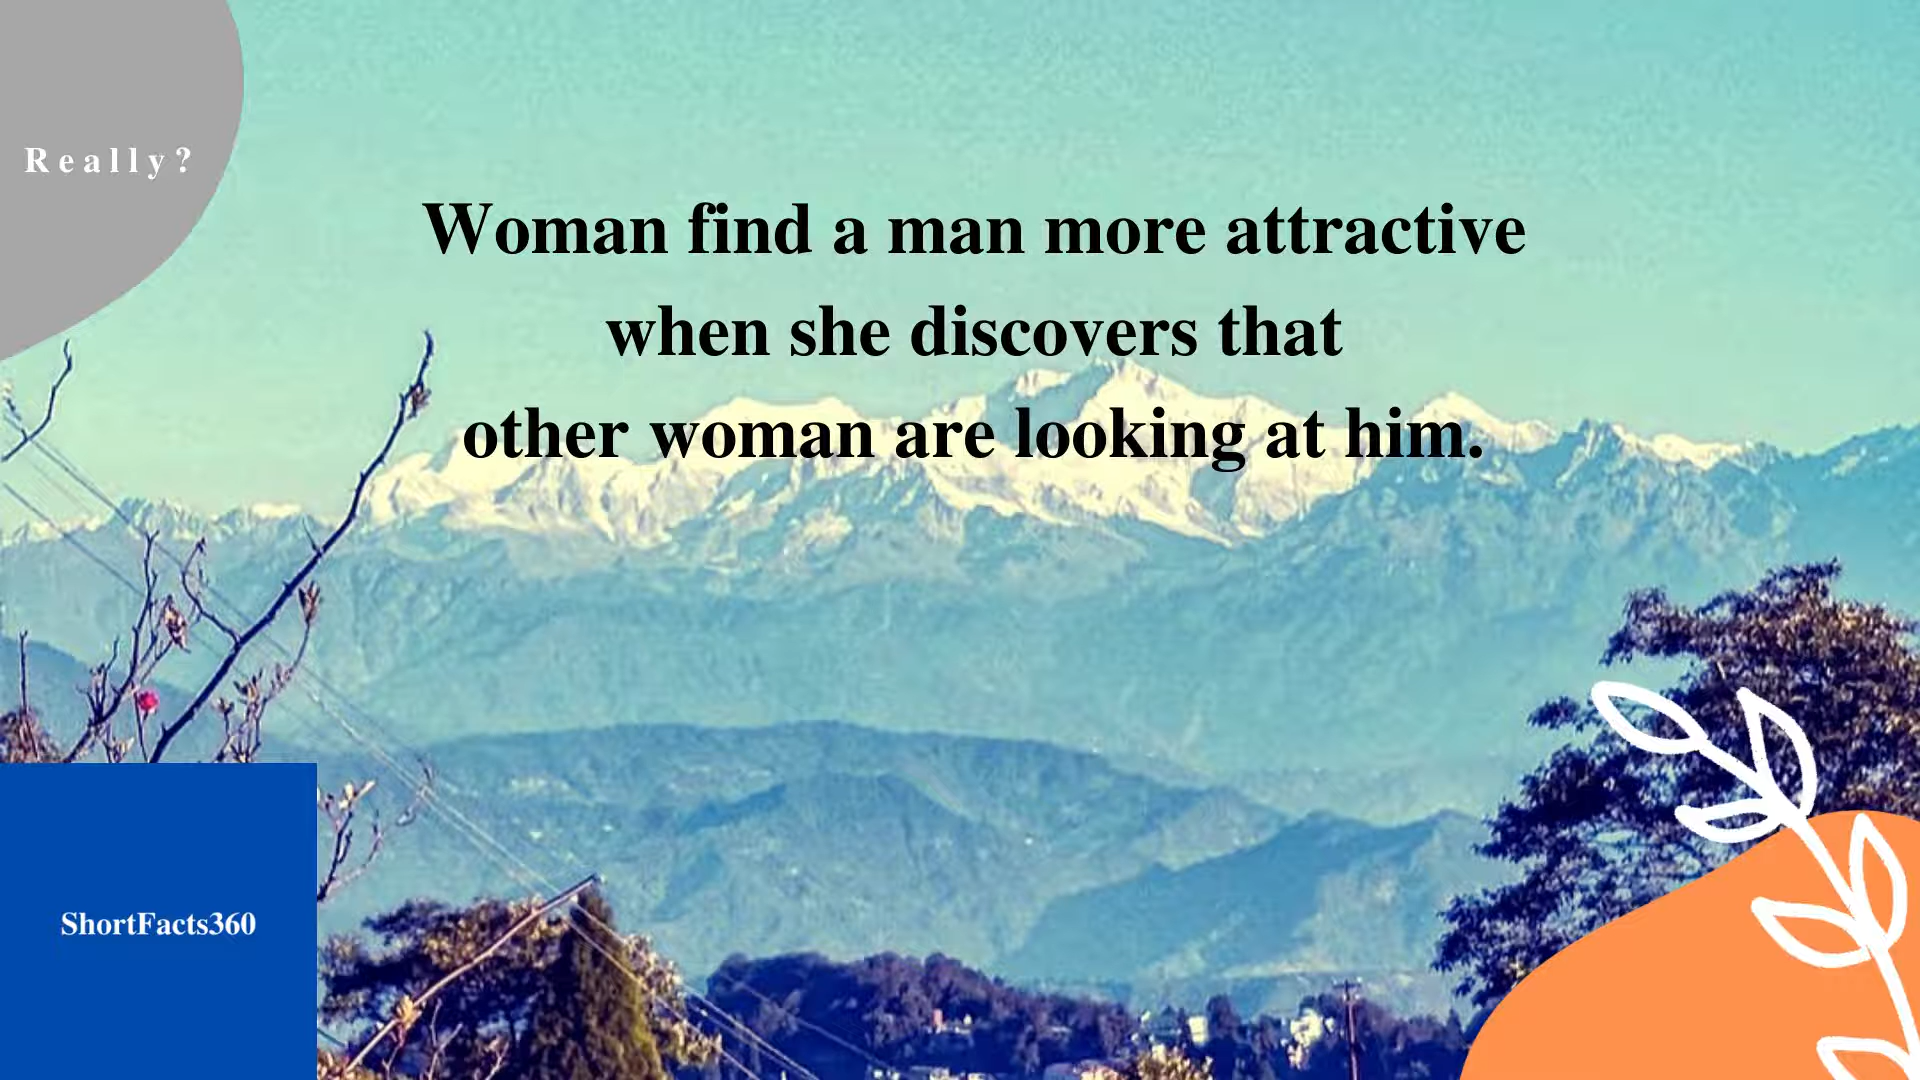 Really?
Woman find a man more attractive
when she discovers that
other woman are looking at him.
ShortFacts360